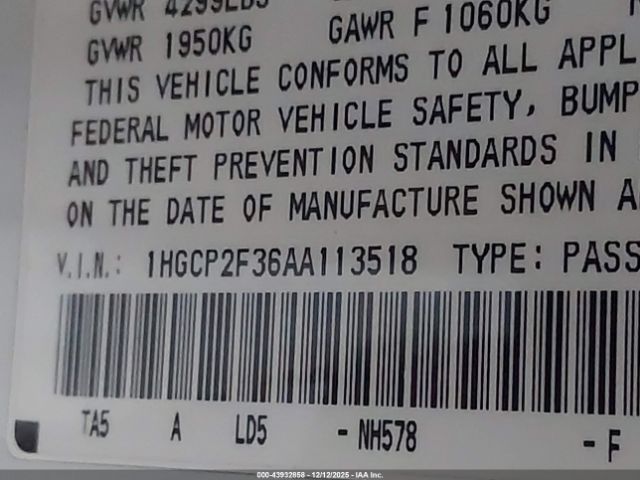 GVWR 4299LBS
GVWR 1950KG GAWR F 1060KG
THIS VEHICLE CONFORMS TO ALL APPL
FEDERAL MOTOR VEHICLE SAFETY, BUMP
AND THEFT PREVENTION STANDARDS IN
ON THE DATE OF MANUFACTURE SHOWN A
V.I.N.: 1HGCP2F36AA113518 TYPE: PASS
TA5 A LD5 - NH578 - F
000-43932858 - 12/12/2025 - IAA Inc.